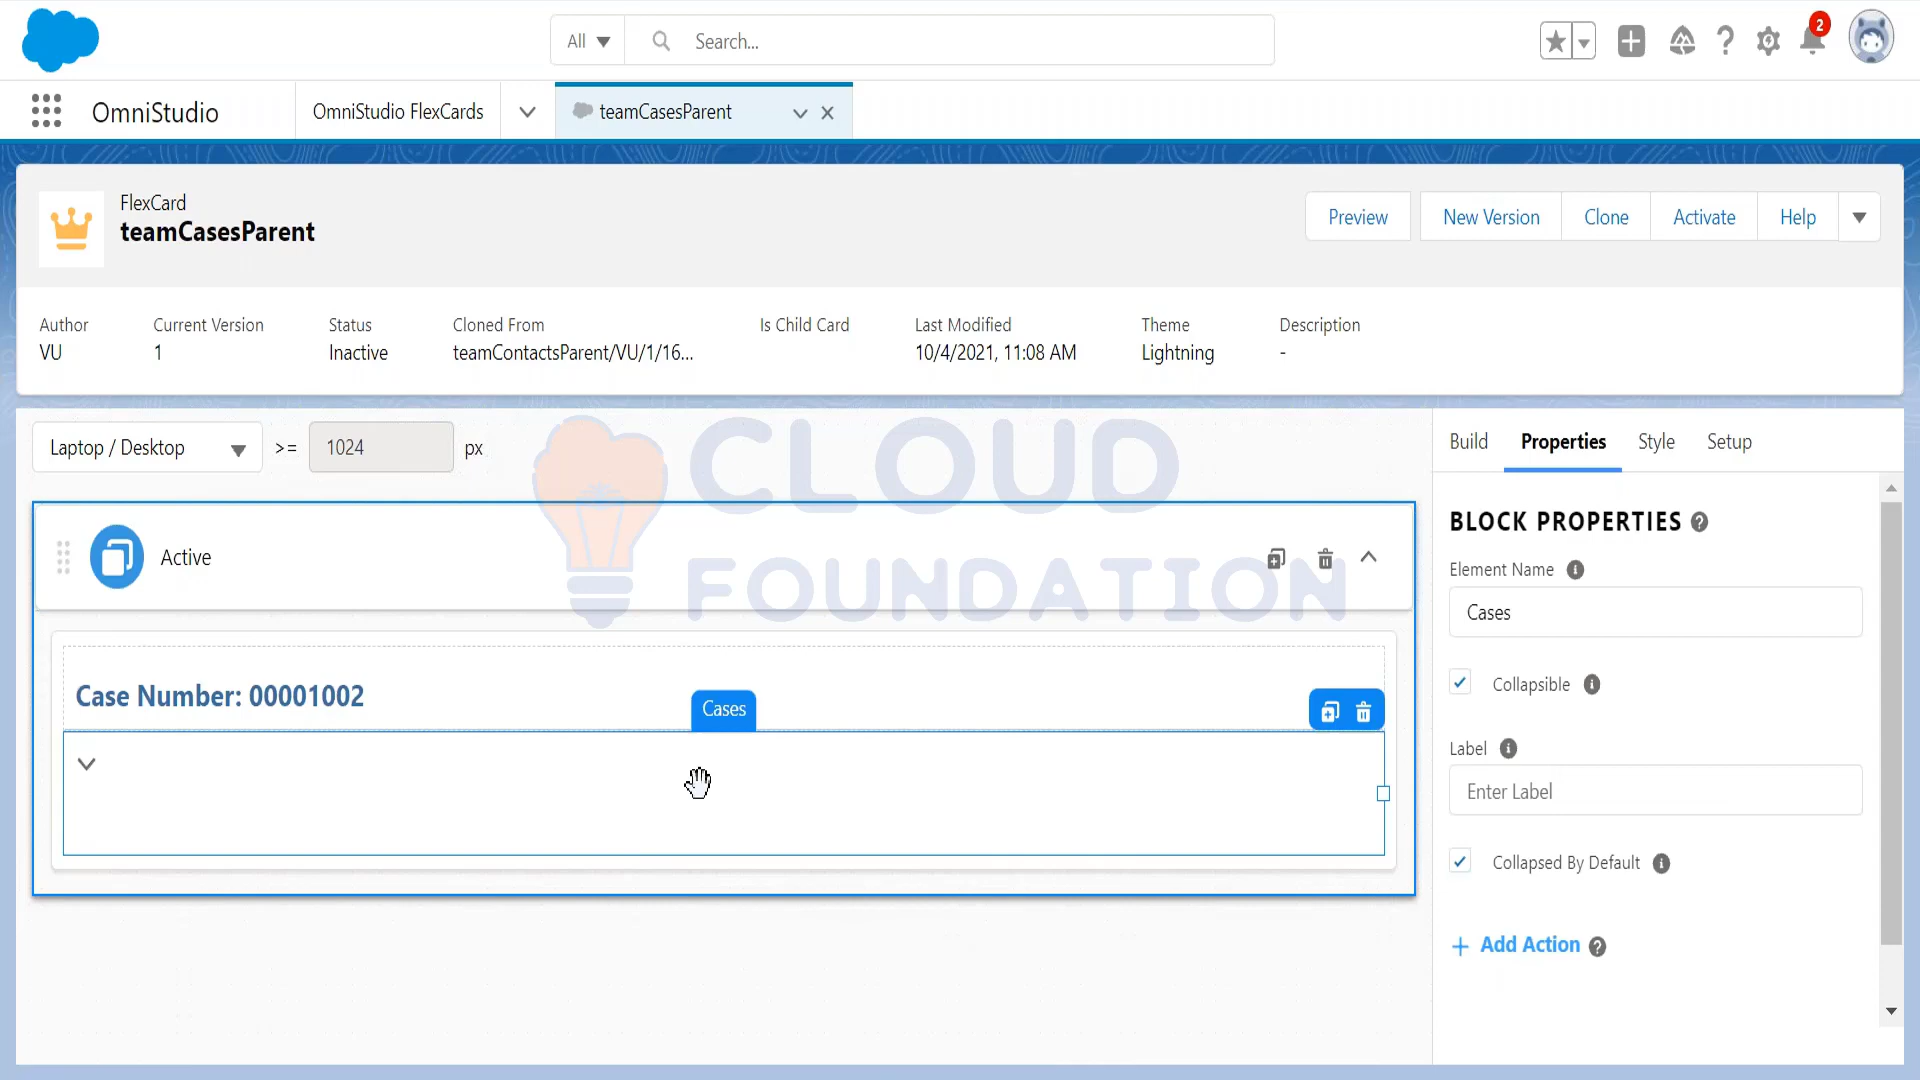 All
Search...
2
OmniStudio
OmniStudio FlexCards
teamCasesParent
FlexCard
teamCasesParent
Preview
New Version
Clone
Activate
Help
Author
Current Version
Status
Cloned From
Is Child Card
Last Modified
Theme
Description
VU
1
Inactive
teamContactsParent/VU/1/16...
10/4/2021, 11:08 AM
Lightning
-
Laptop / Desktop
>=
1024
px
CLOUD
FOUNDATION
Build
Properties
Style
Setup
Active
Case Number: 00001002
Cases
BLOCK PROPERTIES
Element Name
Cases
Collapsible
Label
Enter Label
Collapsed By Default
+ Add Action